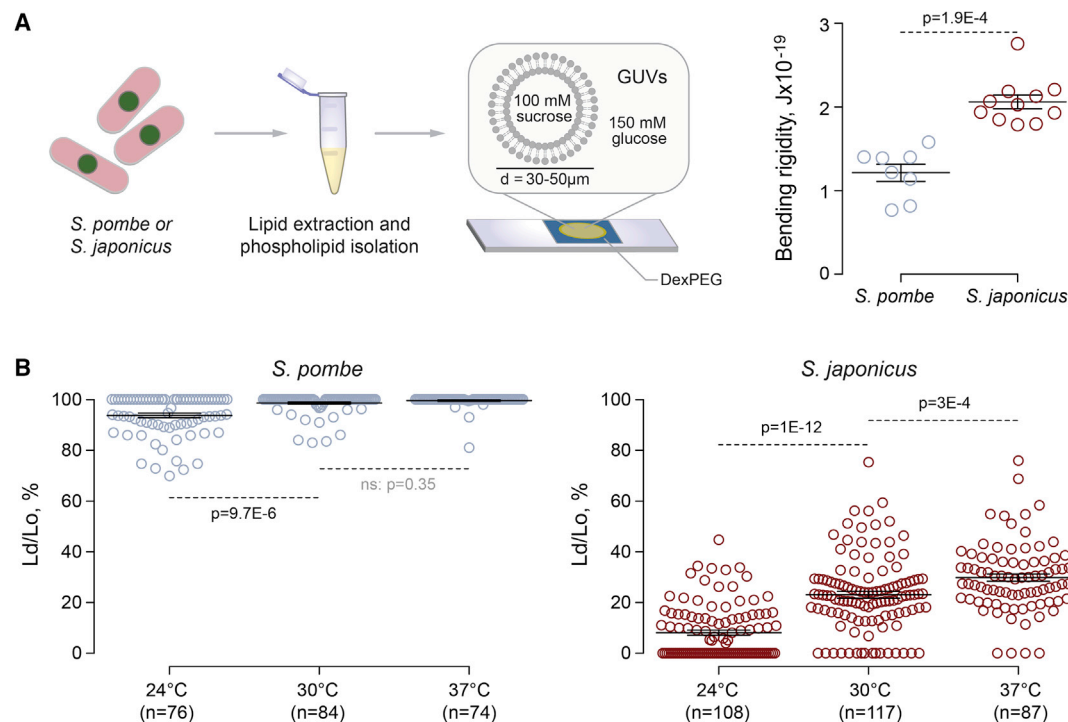 A
S. pombe or
S. japonicus
Lipid extraction and
phospholipid isolation
GUVs
100 mM
sucrose
150 mM
glucose
d = 30-50μm
DexPEG
Bending rigidity, Jx10⁻¹⁹
3
2
1
0
p=1.9E-4
S. pombe
S. japonicus
B
S. pombe
Ld/Lo, %
100
80
60
40
20
0
p=9.7E-6
ns: p=0.35
24°C
(n=76)
30°C
(n=84)
37°C
(n=74)
S. japonicus
Ld/Lo, %
100
80
60
40
20
0
p=1E-12
p=3E-4
24°C
(n=108)
30°C
(n=117)
37°C
(n=87)